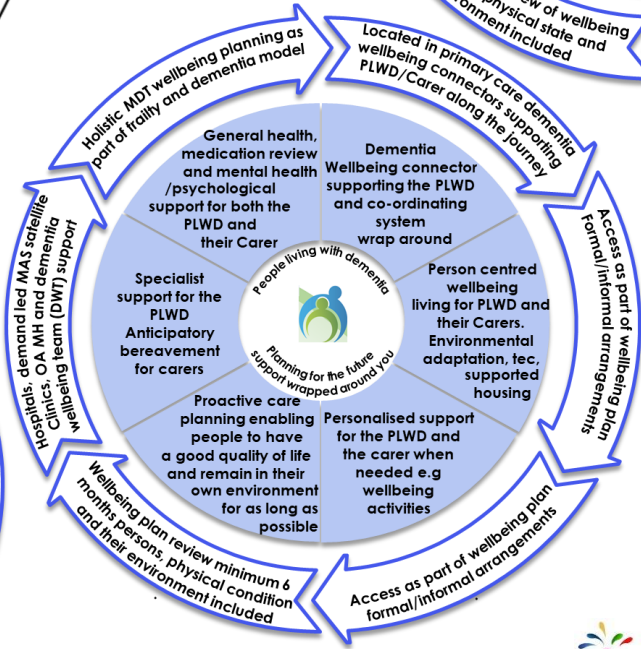 ew of wellbeing
physical state and
ronment included
Holistic MDT wellbeing planning as
part of frailty and dementia model
Located in primary care dementia
wellbeing connectors supporting
PLWD/Carer along the journey
Access as part of wellbeing plan
Formal/informal arrangements
Access as part of wellbeing plan
formal/informal arrangements
Wellbeing plan review minimum 6
months persons, physical condition
and their environment included
Hospitals, demand led MAS satellite
Clinics, OA MH and dementia
wellbeing team (DWT) support
General health,
medication review
and mental health
/psychological
support for both the
PLWD and
their Carer
Dementia
Wellbeing connector
supporting the PLWD
and co-ordinating
system
wrap around
Person centred
wellbeing
living for PLWD and
their Carers.
Environmental
adaptation, tec,
supported
housing
Personalised support
for the PLWD and
the carer when
needed e.g
wellbeing
activities
Proactive care
planning enabling
people to have
a good quality of life
and remain in their
own environment
for as long as
possible
Specialist
support for the
PLWD
Anticipatory
bereavement
for carers
People living with dementia
Planning for the future
support wrapped around you